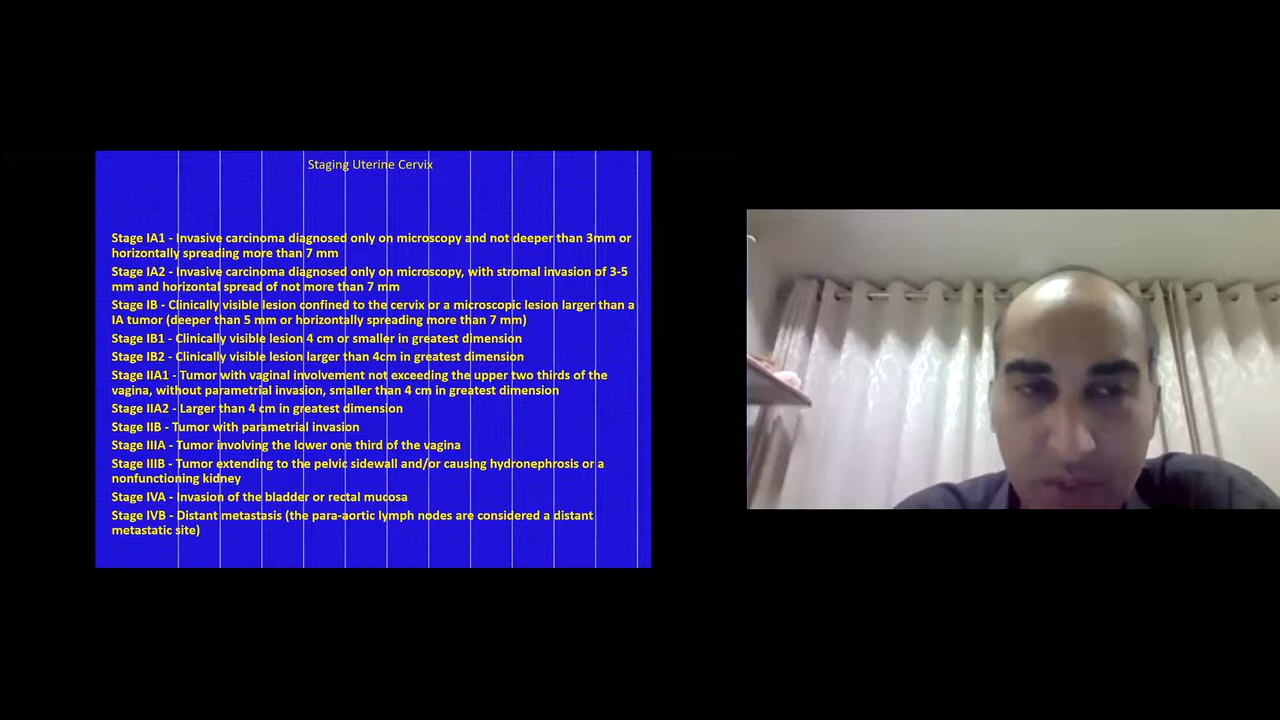 Staging Uterine Cervix
Stage IA1 - Invasive carcinoma diagnosed only on microscopy and not deeper than 3mm or
horizontally spreading more than 7 mm
Stage IA2 - Invasive carcinoma diagnosed only on microscopy, with stromal invasion of 3-5
mm and horizontal spread of not more than 7 mm
Stage IB - Clinically visible lesion confined to the cervix or a microscopic lesion larger than a
IA tumor (deeper than 5 mm or horizontally spreading more than 7 mm)
Stage IB1 - Clinically visible lesion 4 cm or smaller in greatest dimension
Stage IB2 - Clinically visible lesion larger than 4cm in greatest dimension
Stage IIA1 - Tumor with vaginal involvement not exceeding the upper two thirds of the
vagina, without parametrial invasion, smaller than 4 cm in greatest dimension
Stage IIA2 - Larger than 4 cm in greatest dimension
Stage IIB - Tumor with parametrial invasion
Stage IIIA - Tumor involving the lower one third of the vagina
Stage IIIB - Tumor extending to the pelvic sidewall and/or causing hydronephrosis or a
nonfunctioning kidney
Stage IVA - Invasion of the bladder or rectal mucosa
Stage IVB - Distant metastasis (the para-aortic lymph nodes are considered a distant
metastatic site)